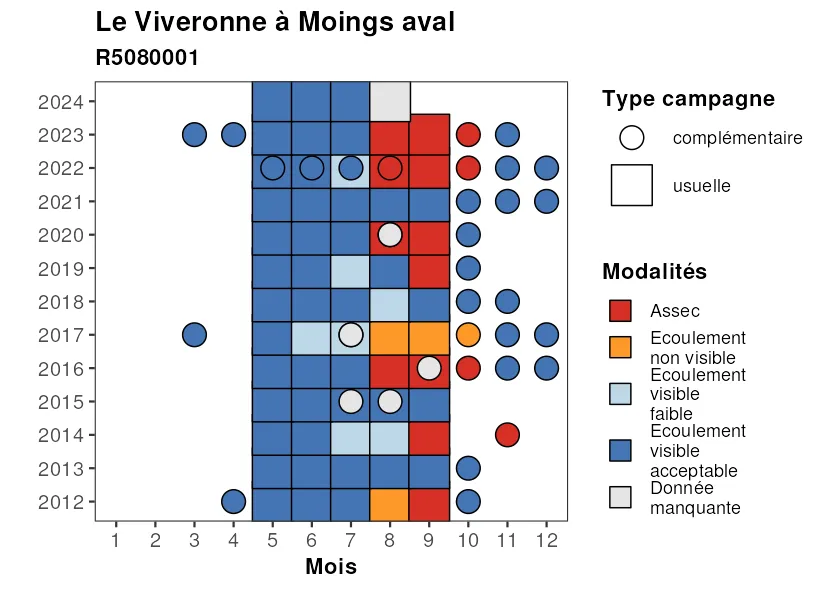 Le Viveronne à Moings aval
R5080001
2024
2023
2022
2021
2020
2019
2018
2017
2016
2015
2014
2013
2012
1 2 3 4 5 6 7 8 9 10 11 12
Mois
Type campagne
complémentaire
usuelle
Modalités
Assec
Ecoulement
non visible
Ecoulement
visible
faible
Ecoulement
visible
acceptable
Donnée
manquante